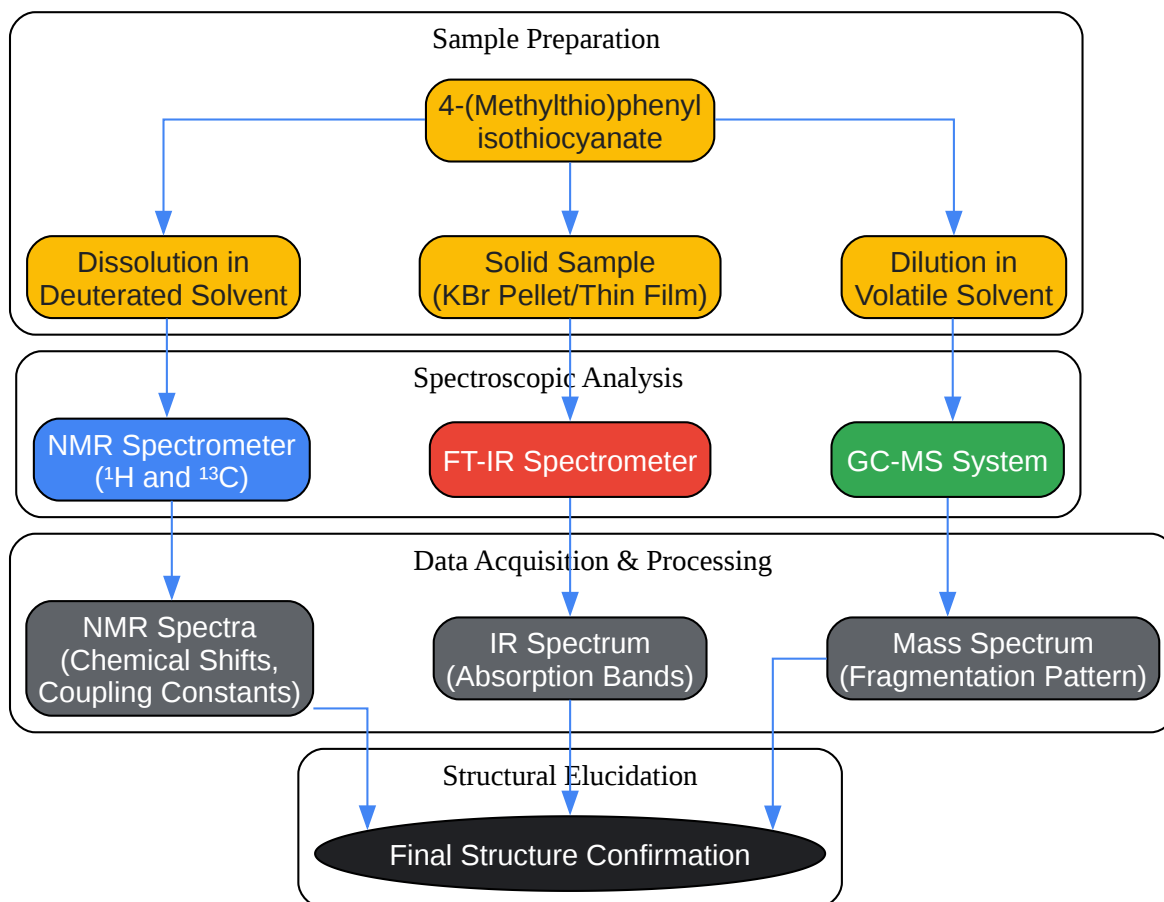 Sample Preparation
4-(Methylthio)phenyl
isothiocyanate
Dissolution in
Deuterated Solvent
Solid Sample
(KBr Pellet/Thin Film)
Dilution in
Volatile Solvent
Spectroscopic Analysis
NMR Spectrometer
(¹H and ¹³C)
FT-IR Spectrometer
GC-MS System
Data Acquisition & Processing
NMR Spectra
(Chemical Shifts,
Coupling Constants)
IR Spectrum
(Absorption Bands)
Mass Spectrum
(Fragmentation Pattern)
Structural Elucidation
Final Structure Confirmation